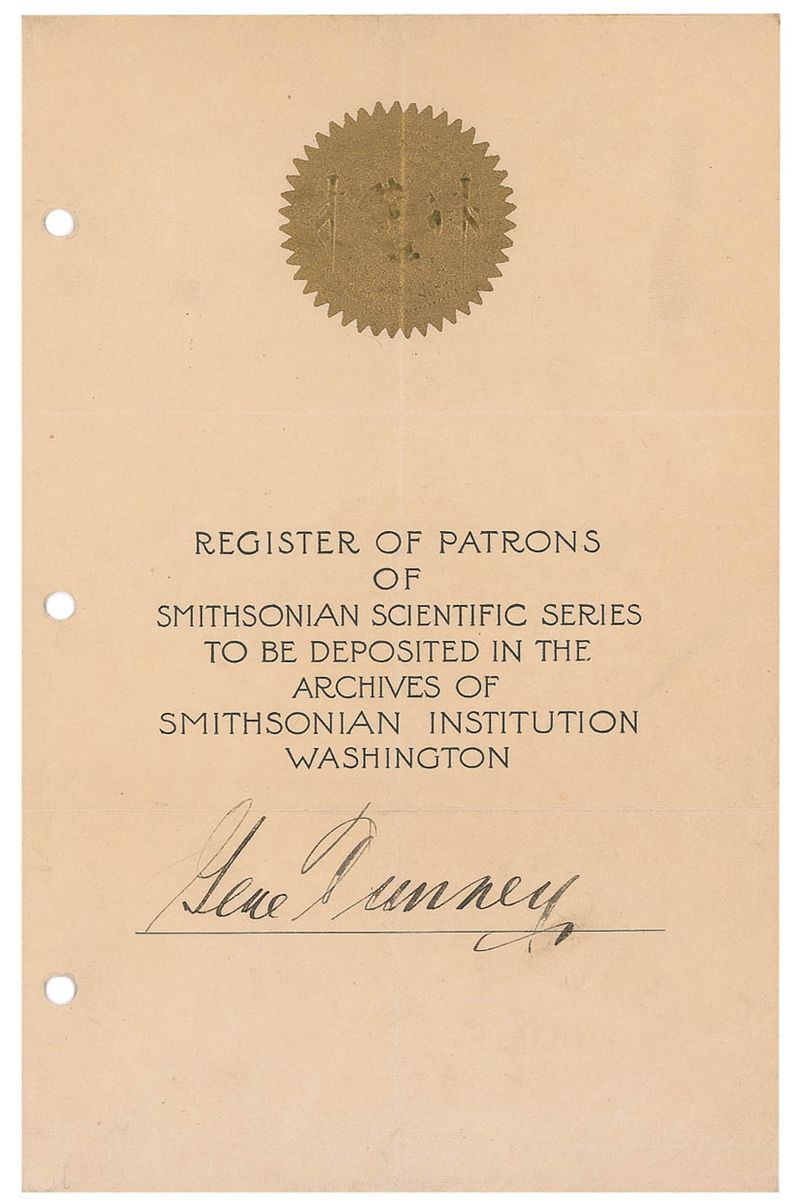 REGISTER OF PATRONS
OF
SMITHSONIAN SCIENTIFIC SERIES
TO BE DEPOSITED IN THE
ARCHIVES OF
SMITHSONIAN INSTITUTION
WASHINGTON
Gene Tunney